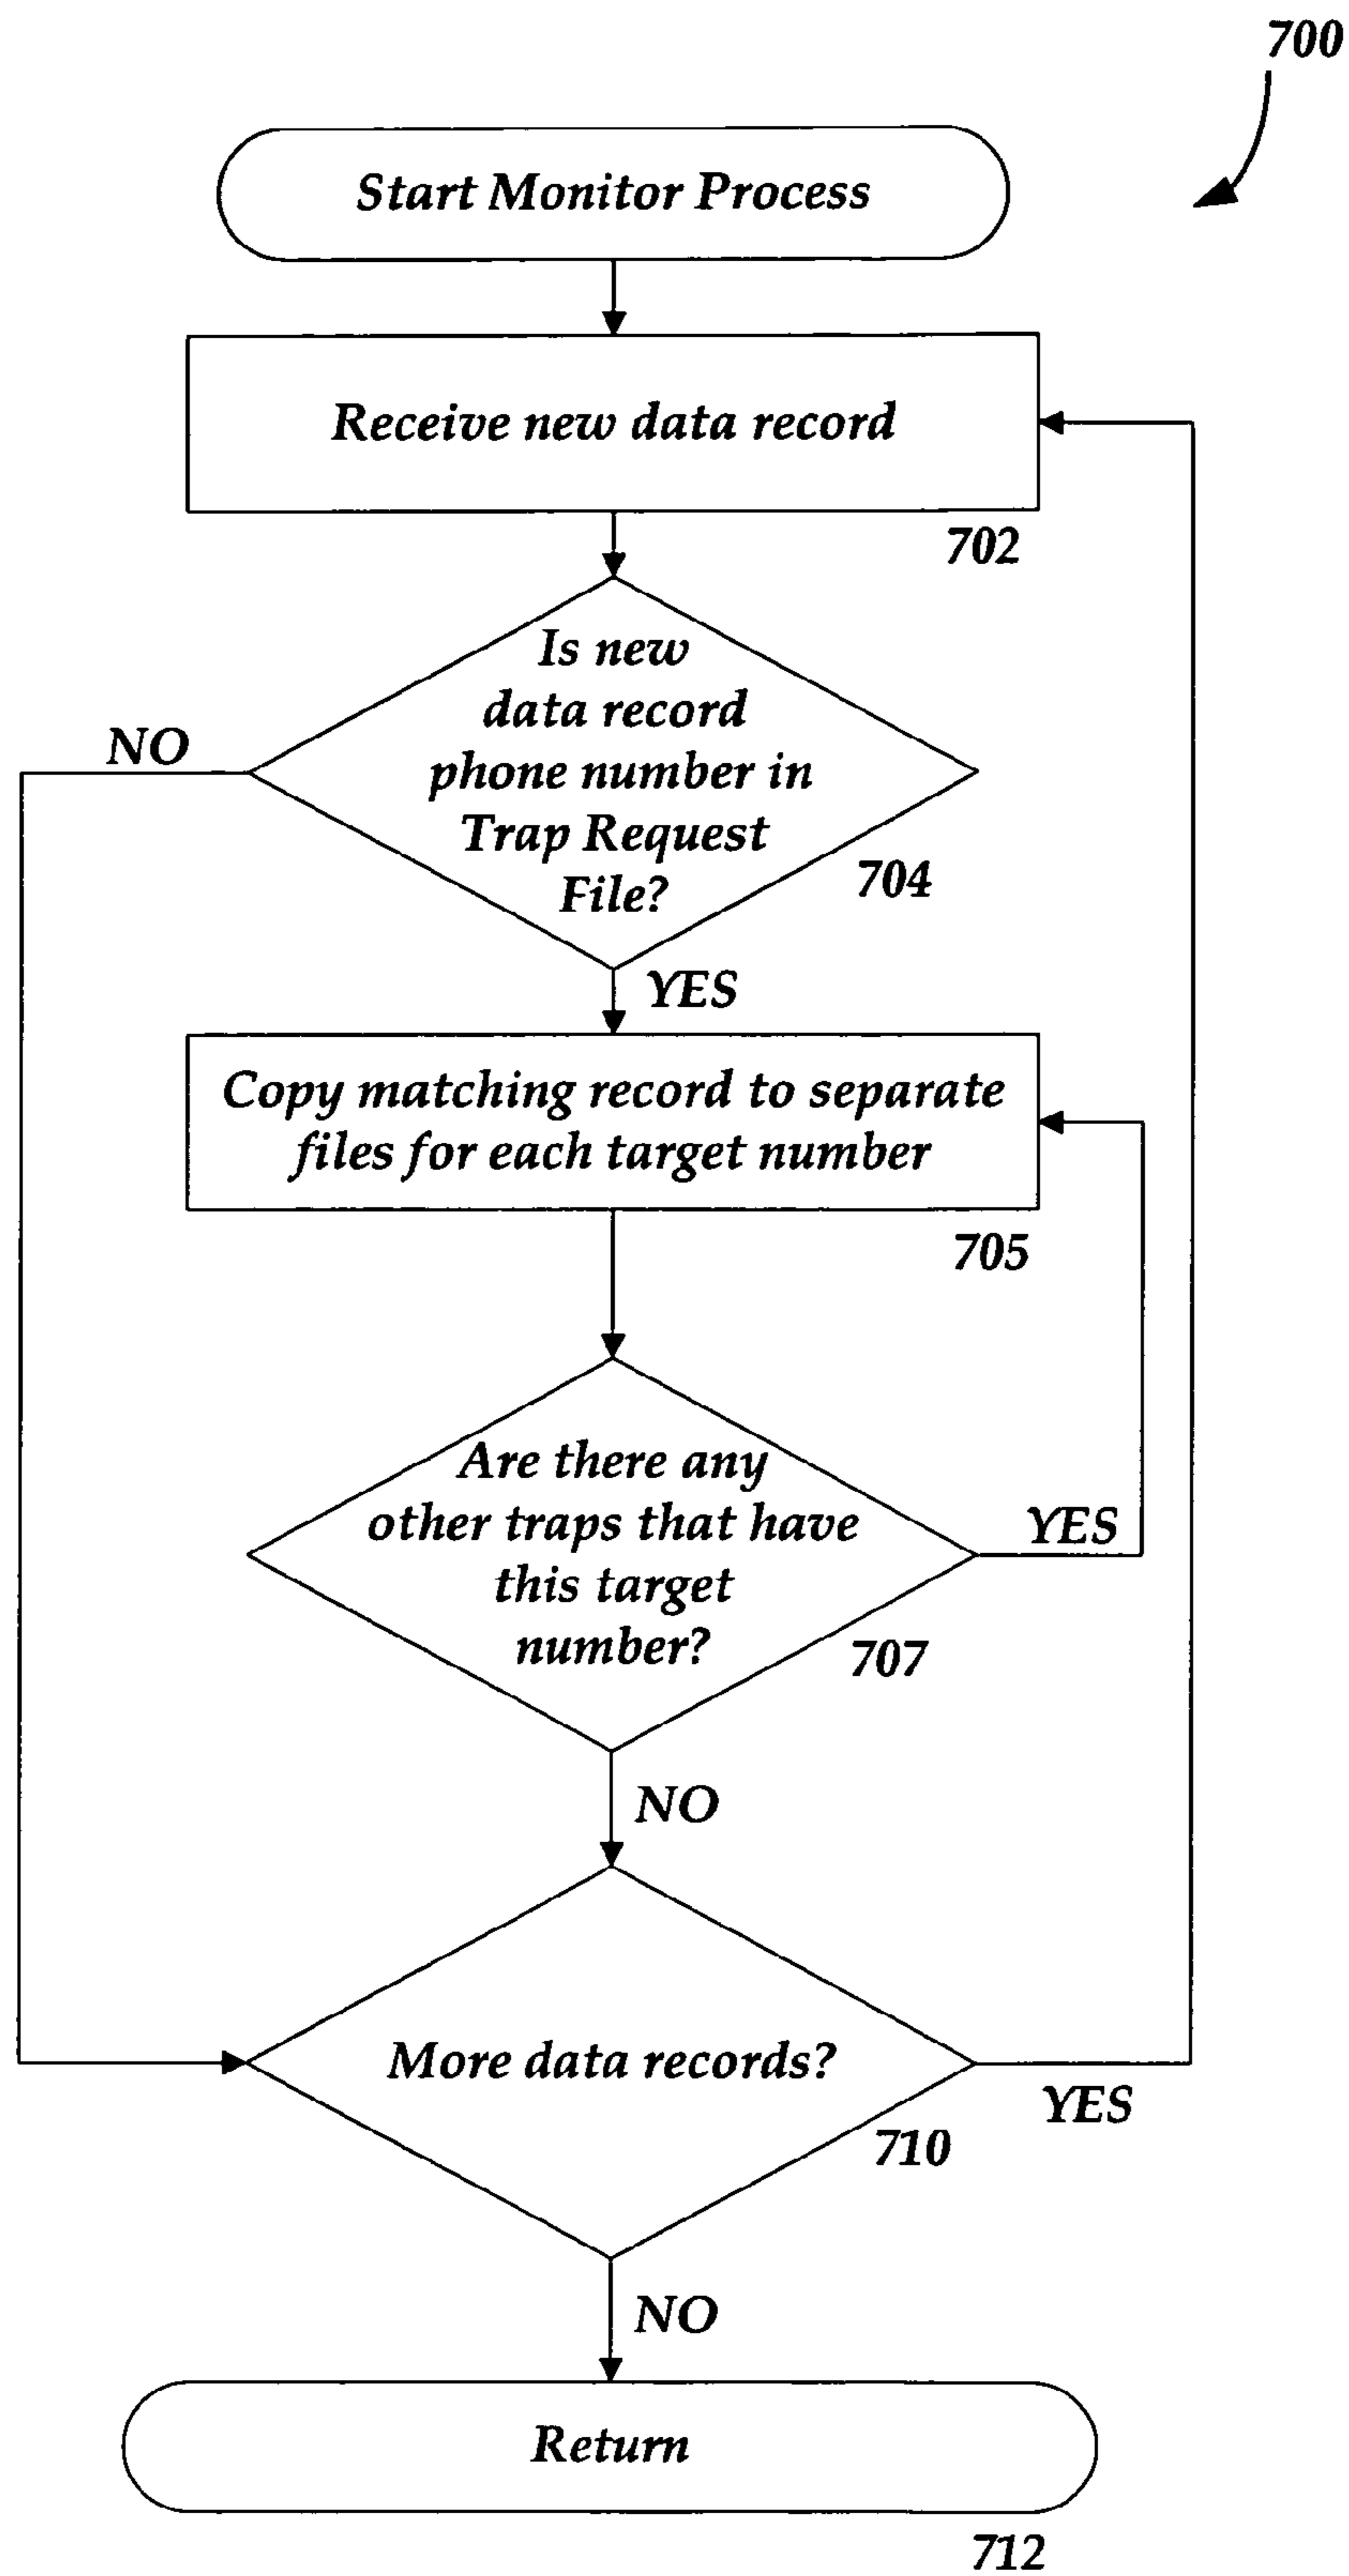 700
Start Monitor Process
Receive new data record
702
Is new
data record
phone number in
Trap Request
File?
NO
704
YES
Copy matching record to separate
files for each target number
705
Are there any
other traps that have
this target
number?
YES
707
NO
More data records?
YES
710
NO
Return
712